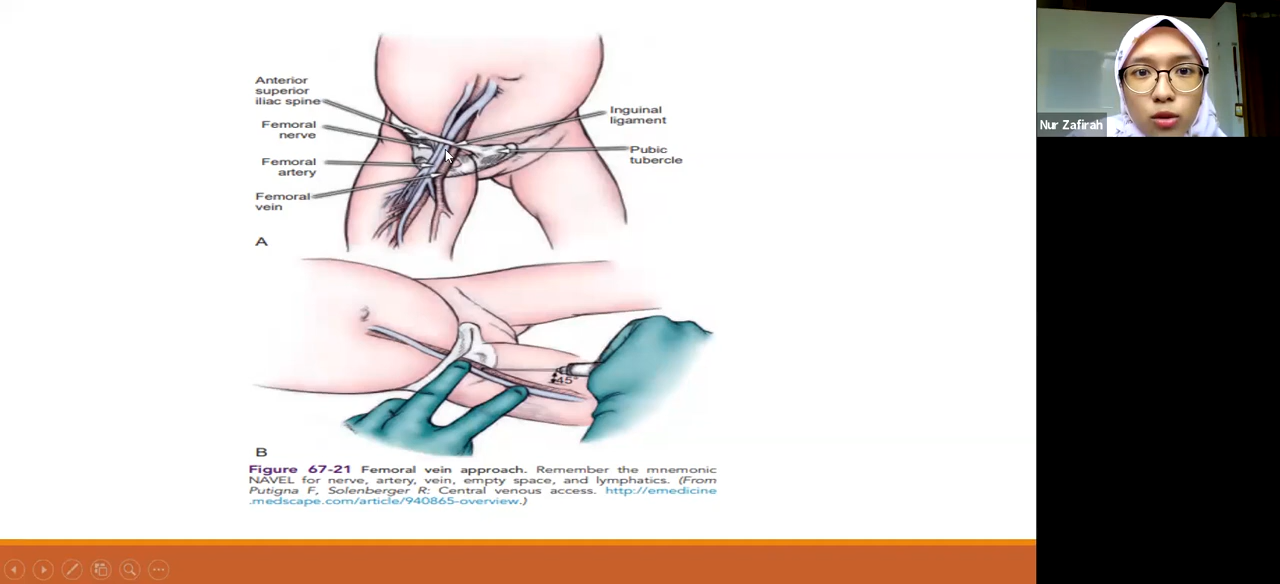 Anterior
superior
iliac spine
Femoral
nerve
Femoral
artery
Femoral
vein
Inguinal
ligament
Pubic
tubercle
A
45°
B
Figure 67-21 Femoral vein approach. Remember the mnemonic
NAVEL for nerve, artery, vein, empty space, and lymphatics. (From
Putigna F, Solenberger R: Central venous access. http://emedicine
.medscape.com/article/940865-overview.)
Nur Zafirah